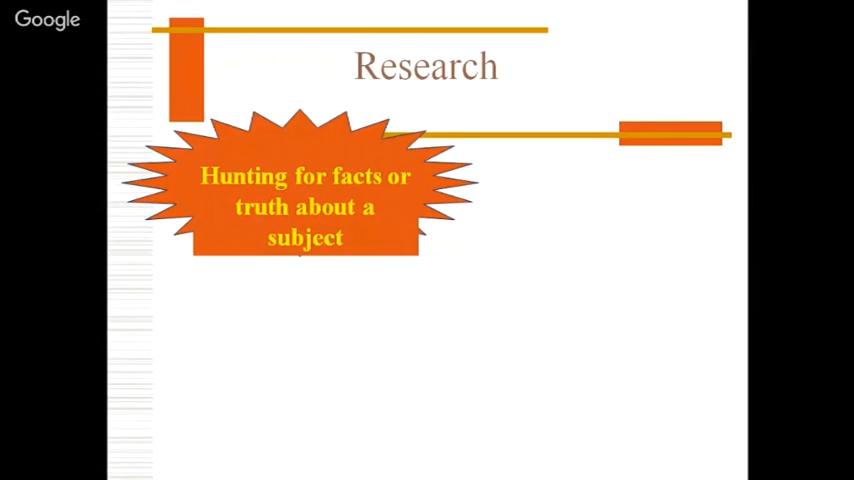 Google
Research
Hunting for facts or
truth about a
subject